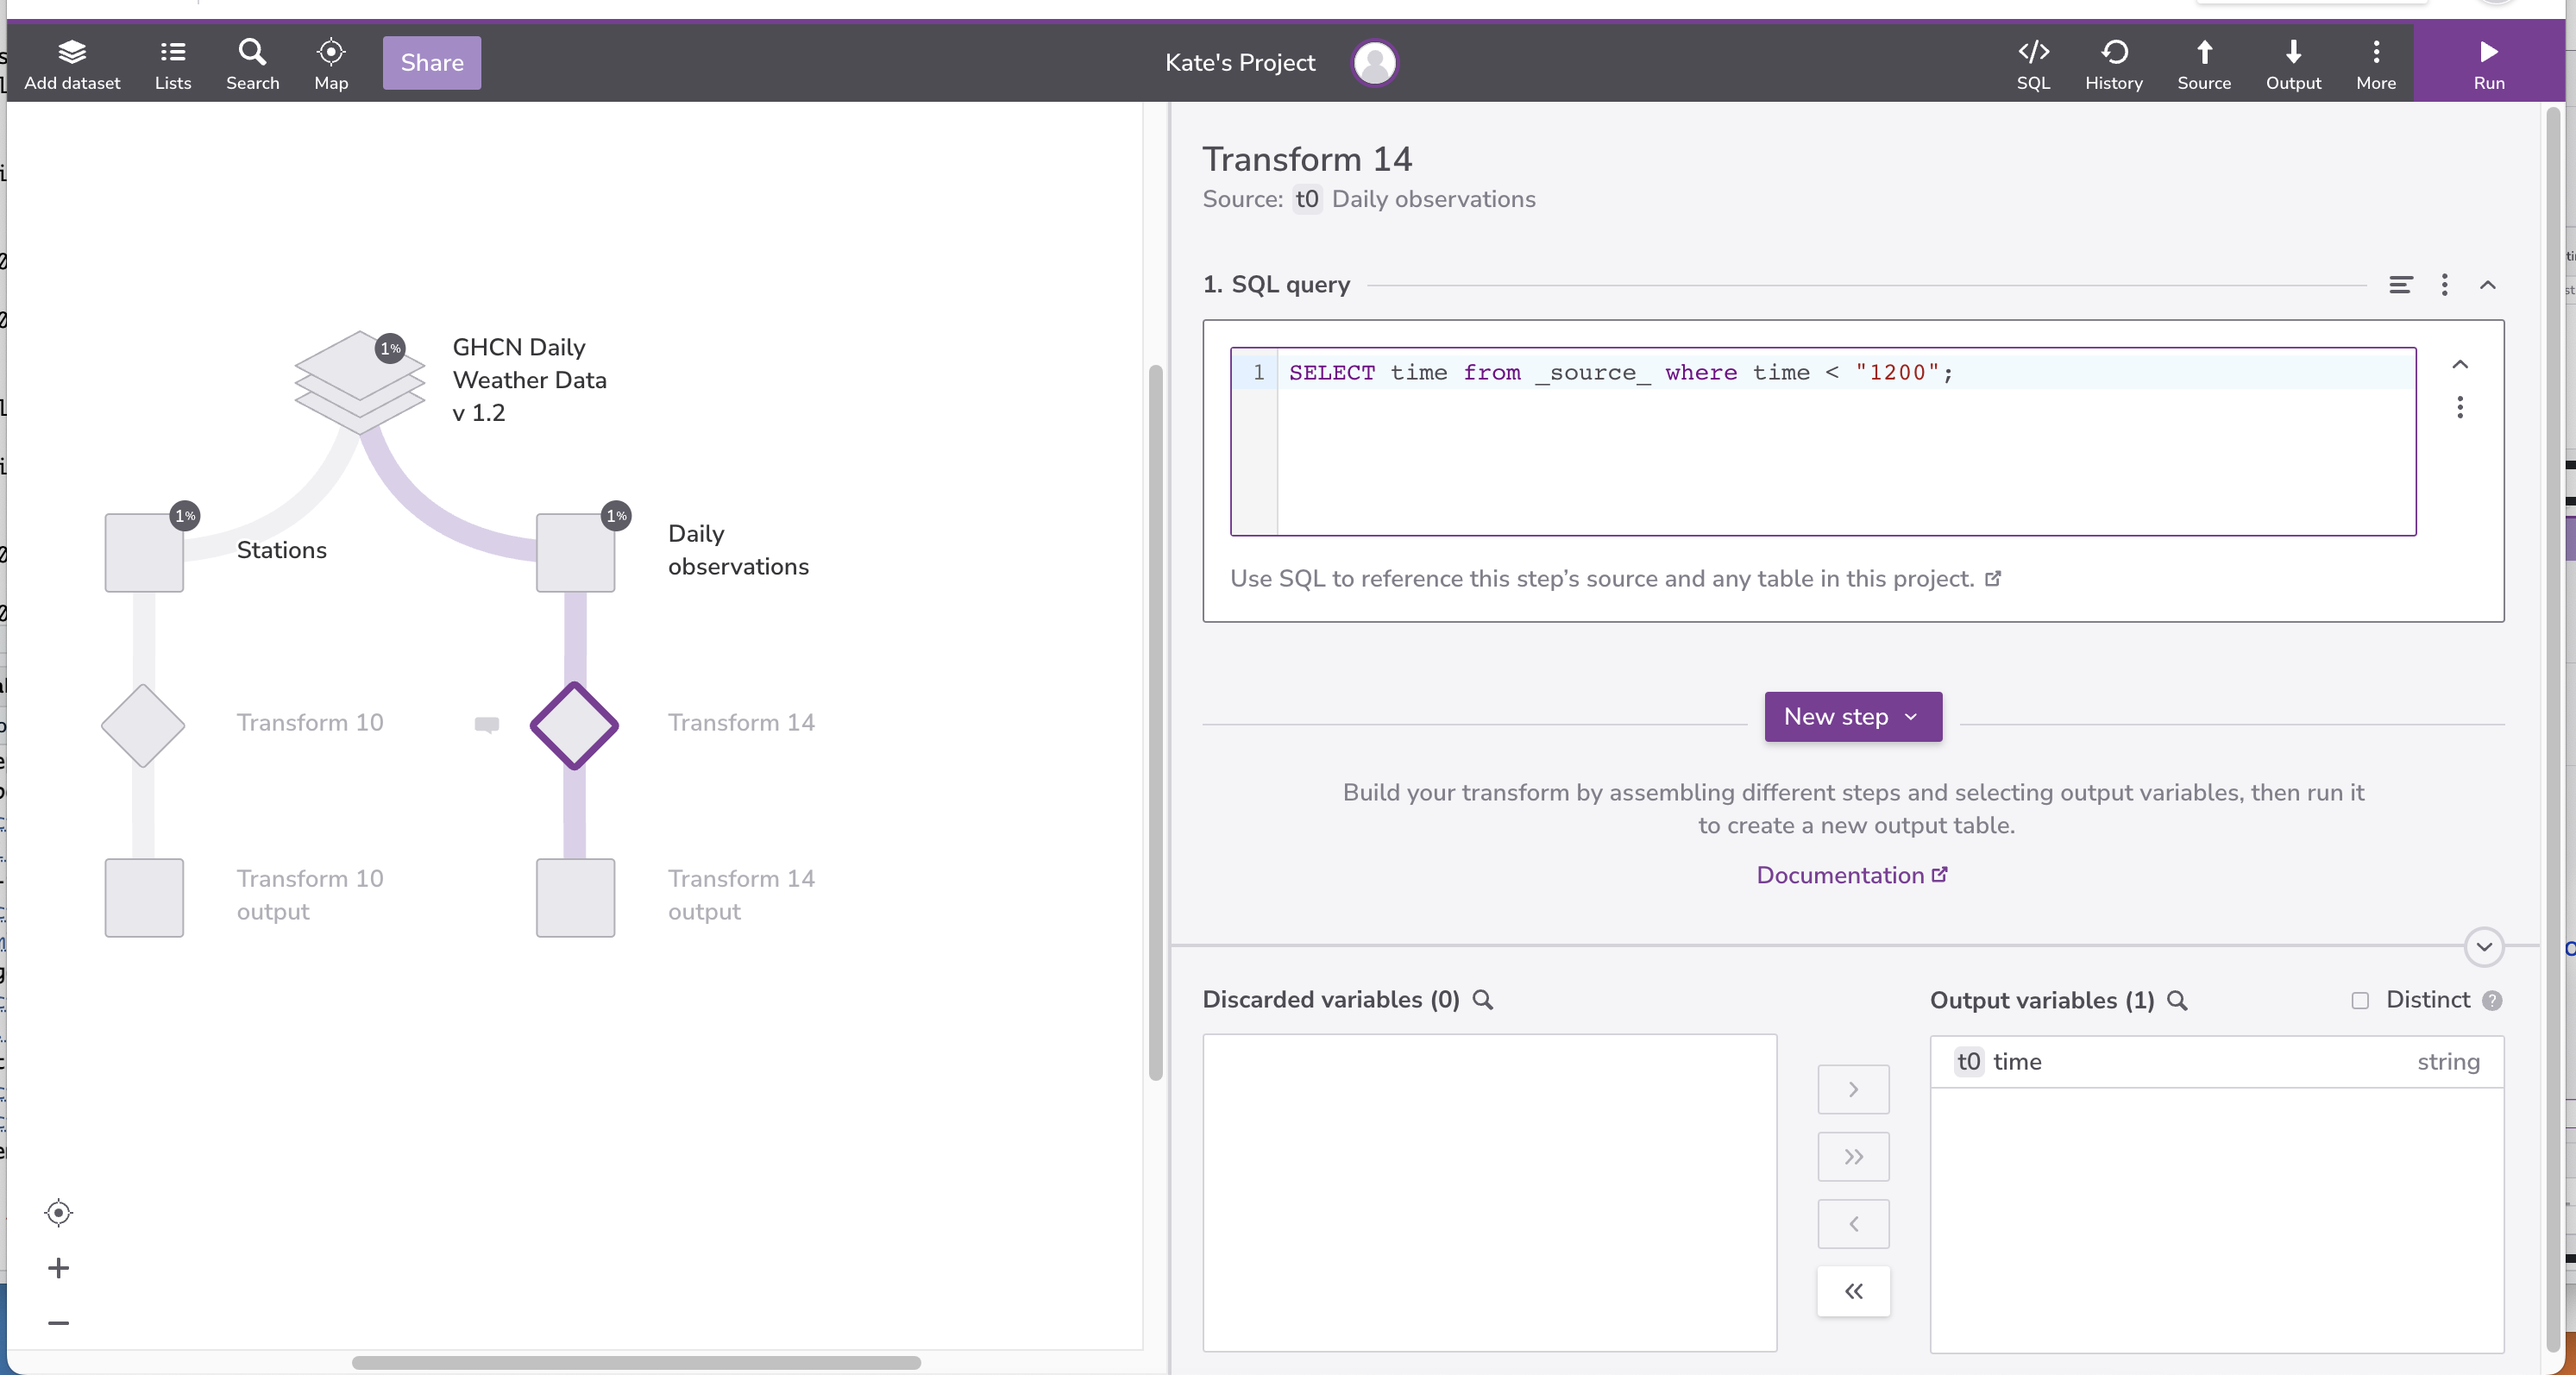 Add dataset
Lists
Search
Map
Share
Kate's Project
SQL
History
Source
Output
More
Run
1%
GHCN Daily
Weather Data
v 1.2
1%
Stations
1%
Daily
observations
Transform 10
Transform 14
Transform 10
output
Transform 14
output
Transform 14
Source: t0 Daily observations
1. SQL query
1 SELECT time from _source_ where time < "1200";
Use SQL to reference this step’s source and any table in this project.
New step
Build your transform by assembling different steps and selecting output variables, then run it
to create a new output table.
Documentation
Discarded variables (0)
Output variables (1)
Distinct ?
t0 time string